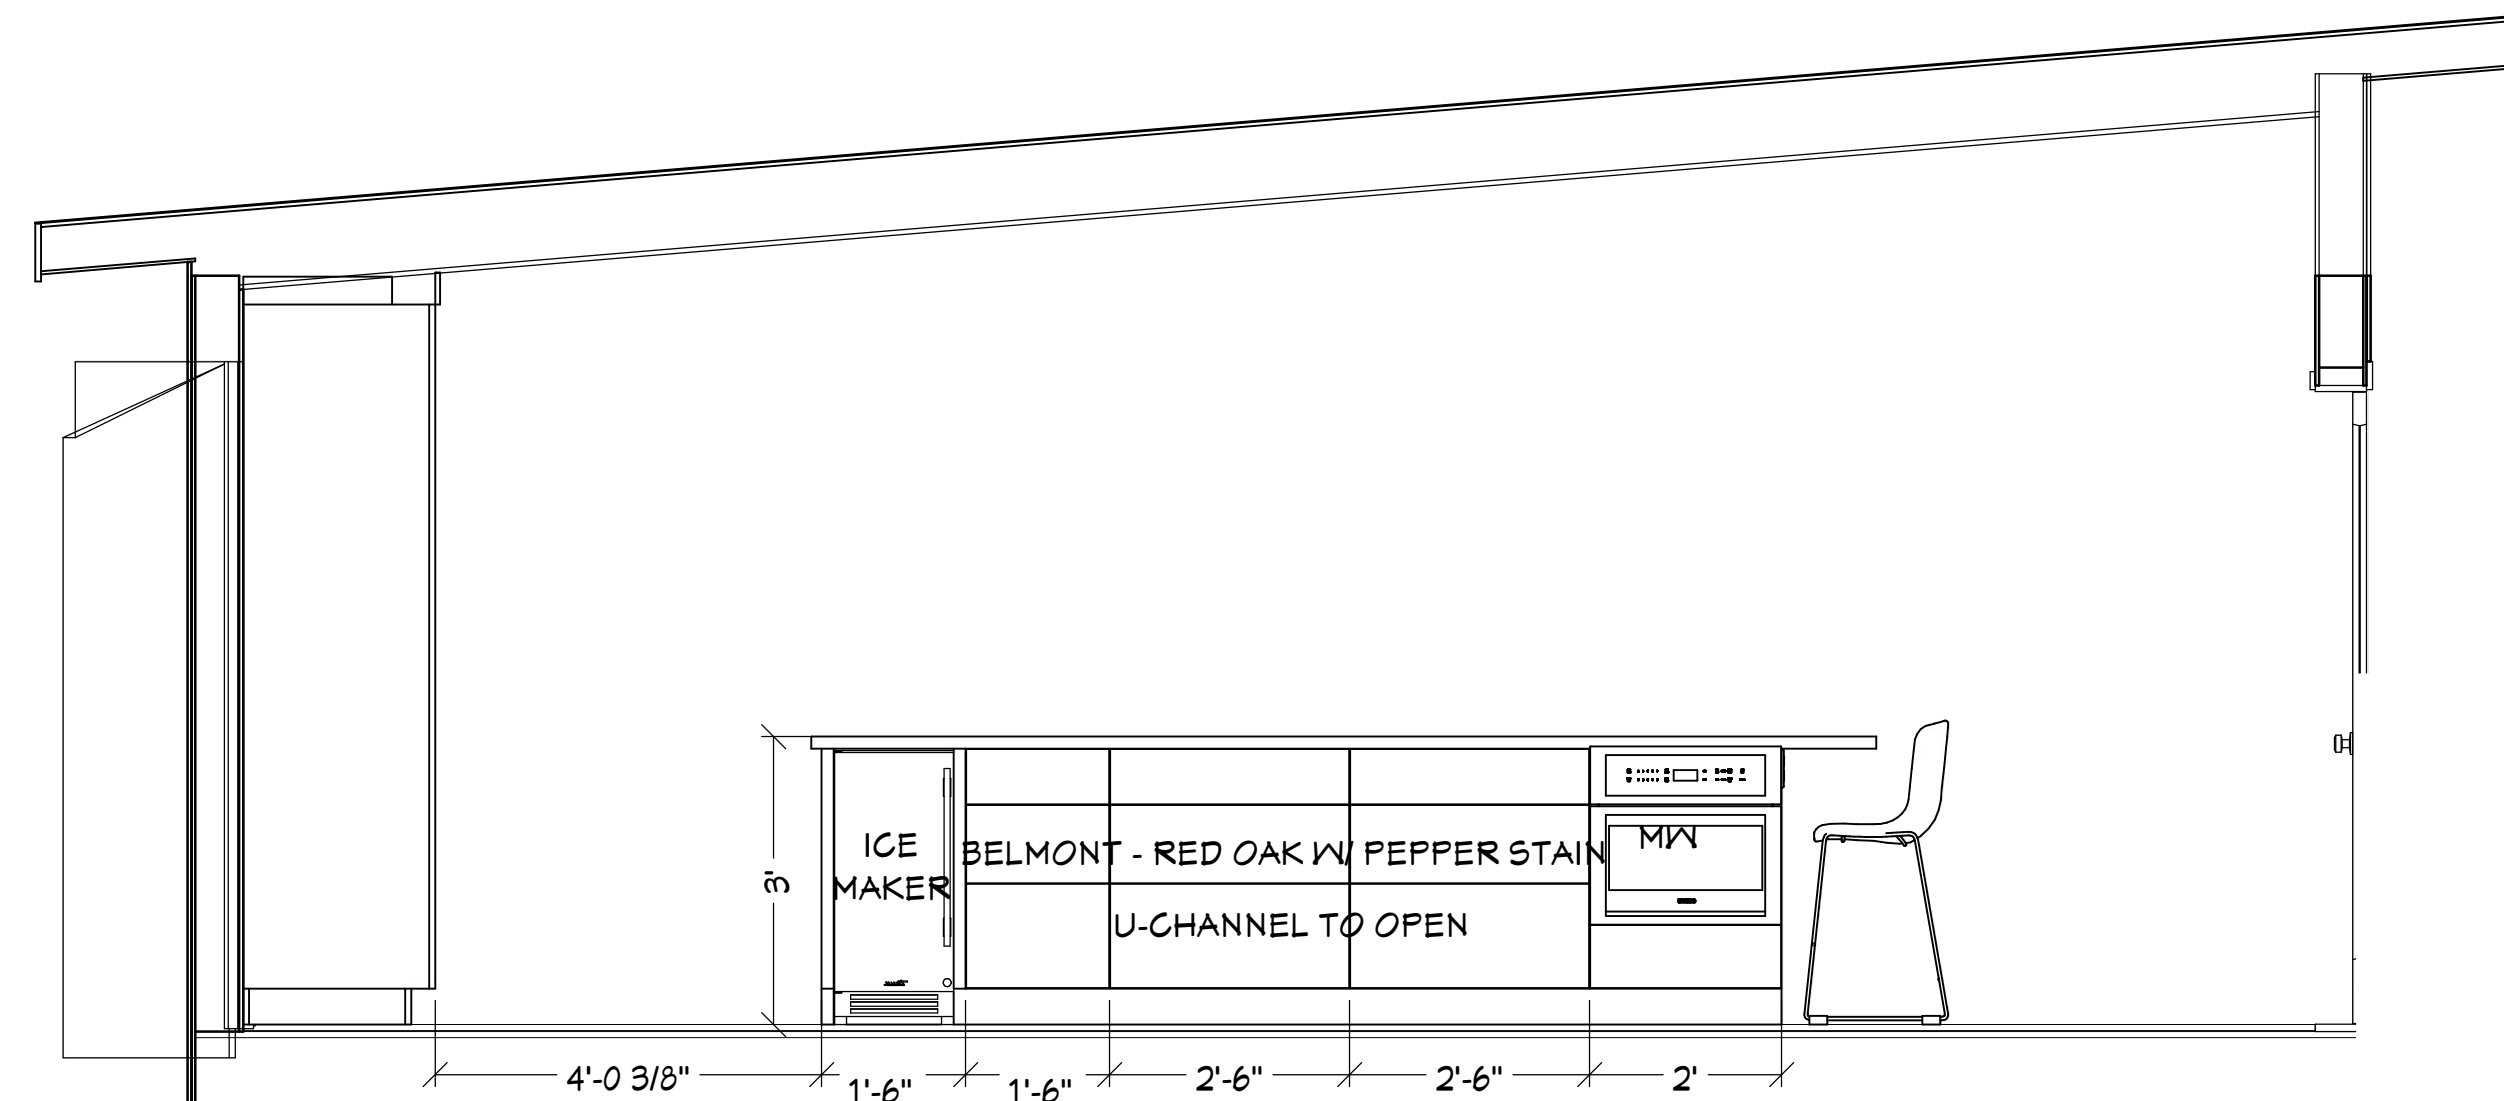 ICE
MAKER
BELMONT - RED OAK W/ PEPPER STAIN
MW
U-CHANNEL TO OPEN
3'
4'-0 3/8"
1'-6"
1'-6"
2'-6"
2'-6"
2'